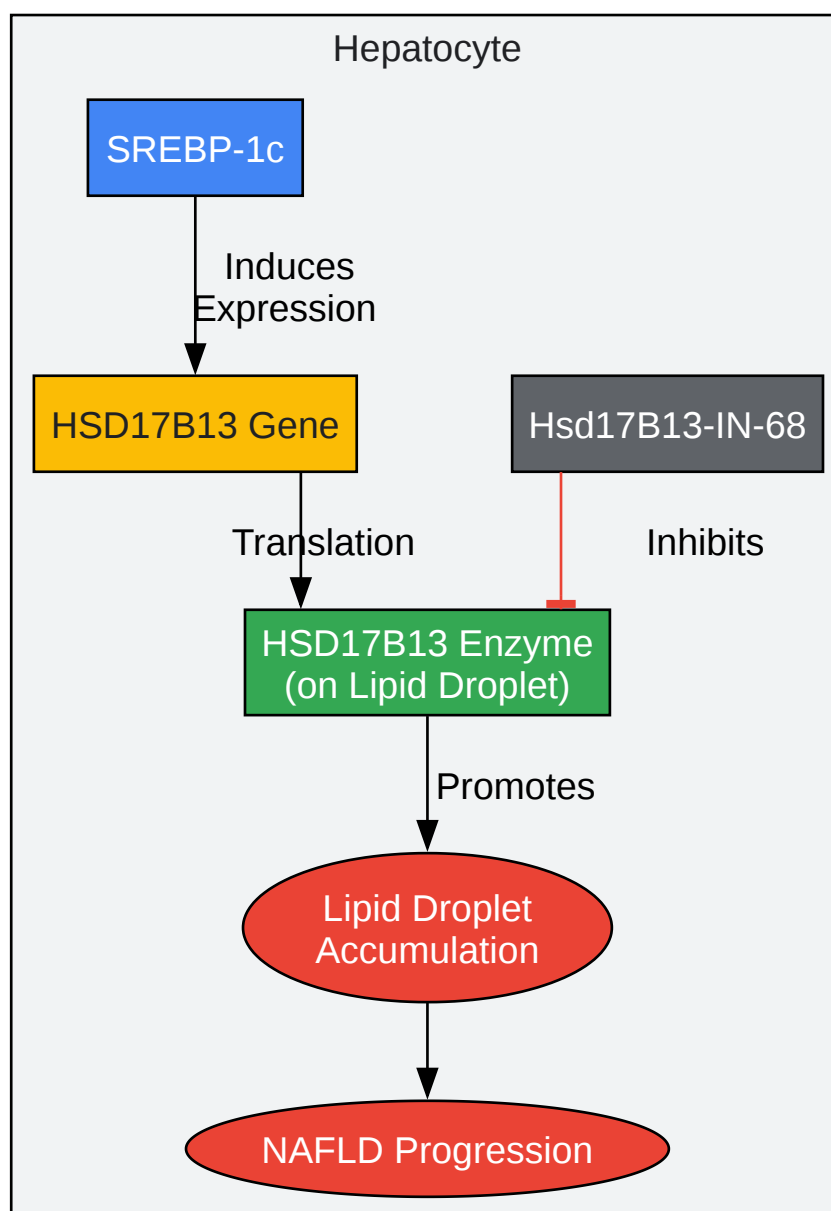 Hepatocyte
SREBP-1c
Induces
Expression
HSD17B13 Gene
Hsd17B13-IN-68
Translation
Inhibits
HSD17B13 Enzyme
(on Lipid Droplet)
Promotes
Lipid Droplet
Accumulation
NAFLD Progression